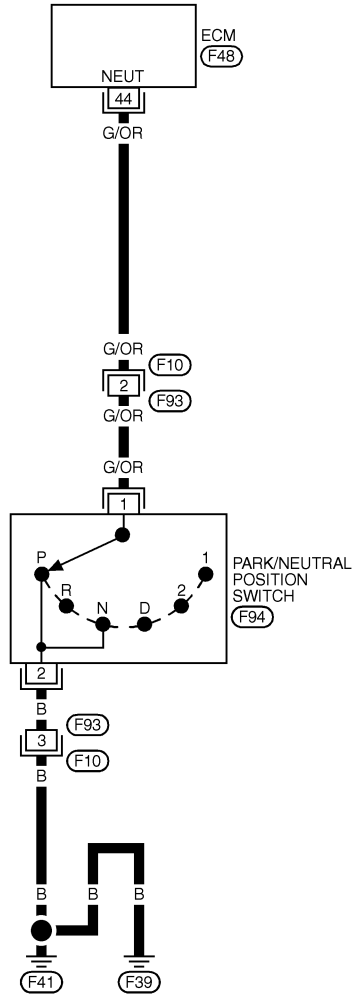 ECM
F48
NEUT
44
G/OR
G/OR
F10
2
F93
G/OR
G/OR
1
P
1
R
2
N
D
PARK/NEUTRAL
POSITION
SWITCH
F94
2
B
F93
3
F10
B
B
B
B
F41
F39